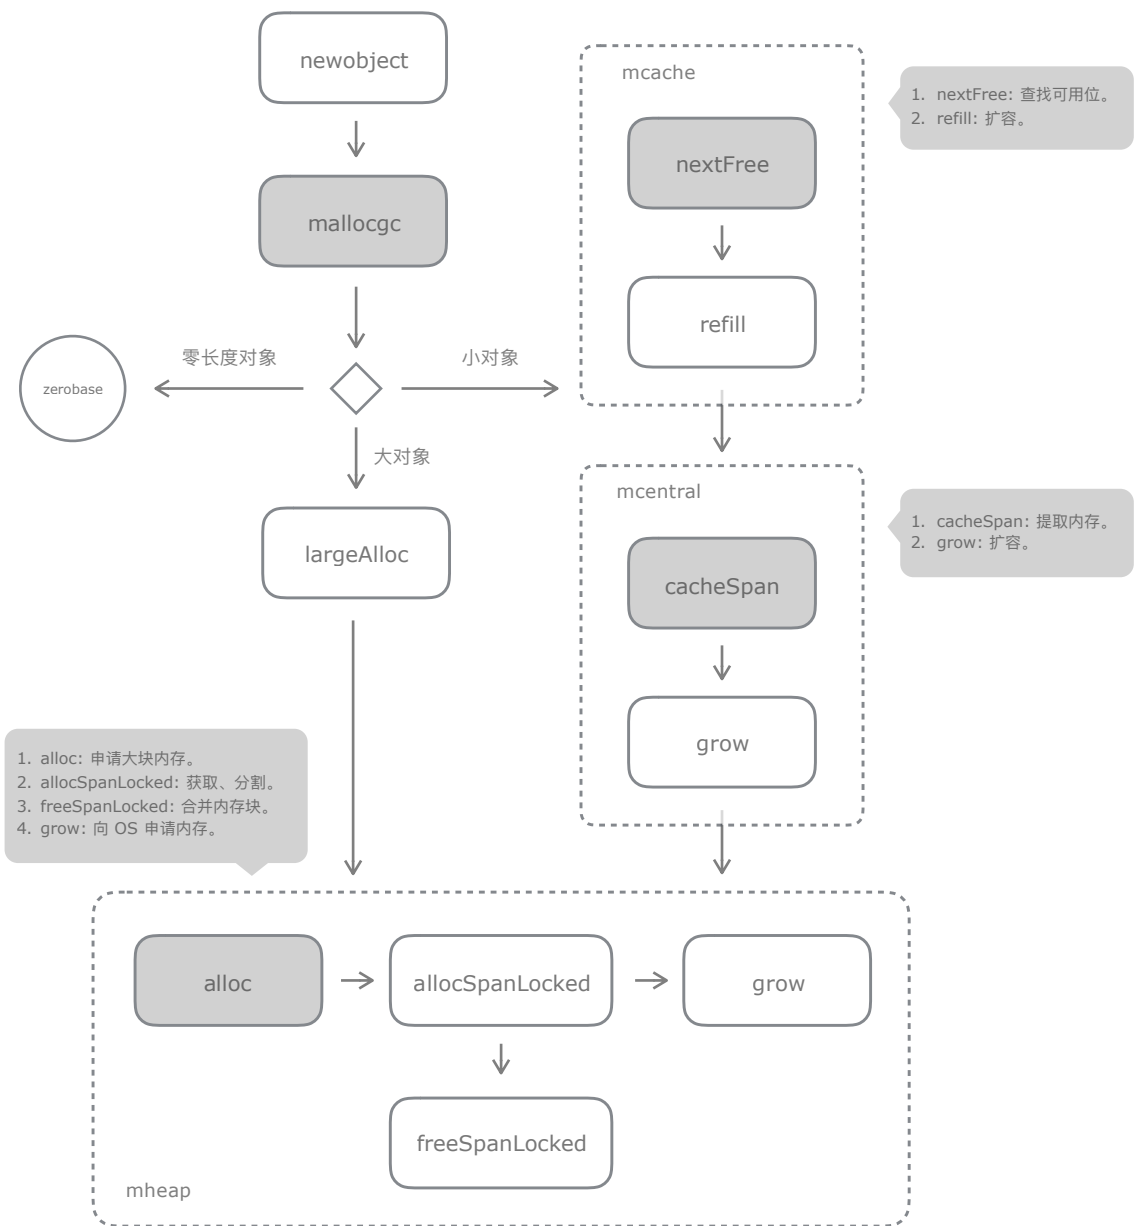 newobject
mcache
1. nextFree: 查找可用位。
2. refill: 扩容。
nextFree
mallocgc
refill
零长度对象
小对象
zerobase
大对象
mcentral
1. cacheSpan: 提取内存。
2. grow: 扩容。
largeAlloc
cacheSpan
grow
1. alloc: 申请大块内存。
2. allocSpanLocked: 获取、分割。
3. freeSpanLocked: 合并内存块。
4. grow: 向 OS 申请内存。
alloc
allocSpanLocked
grow
freeSpanLocked
mheap